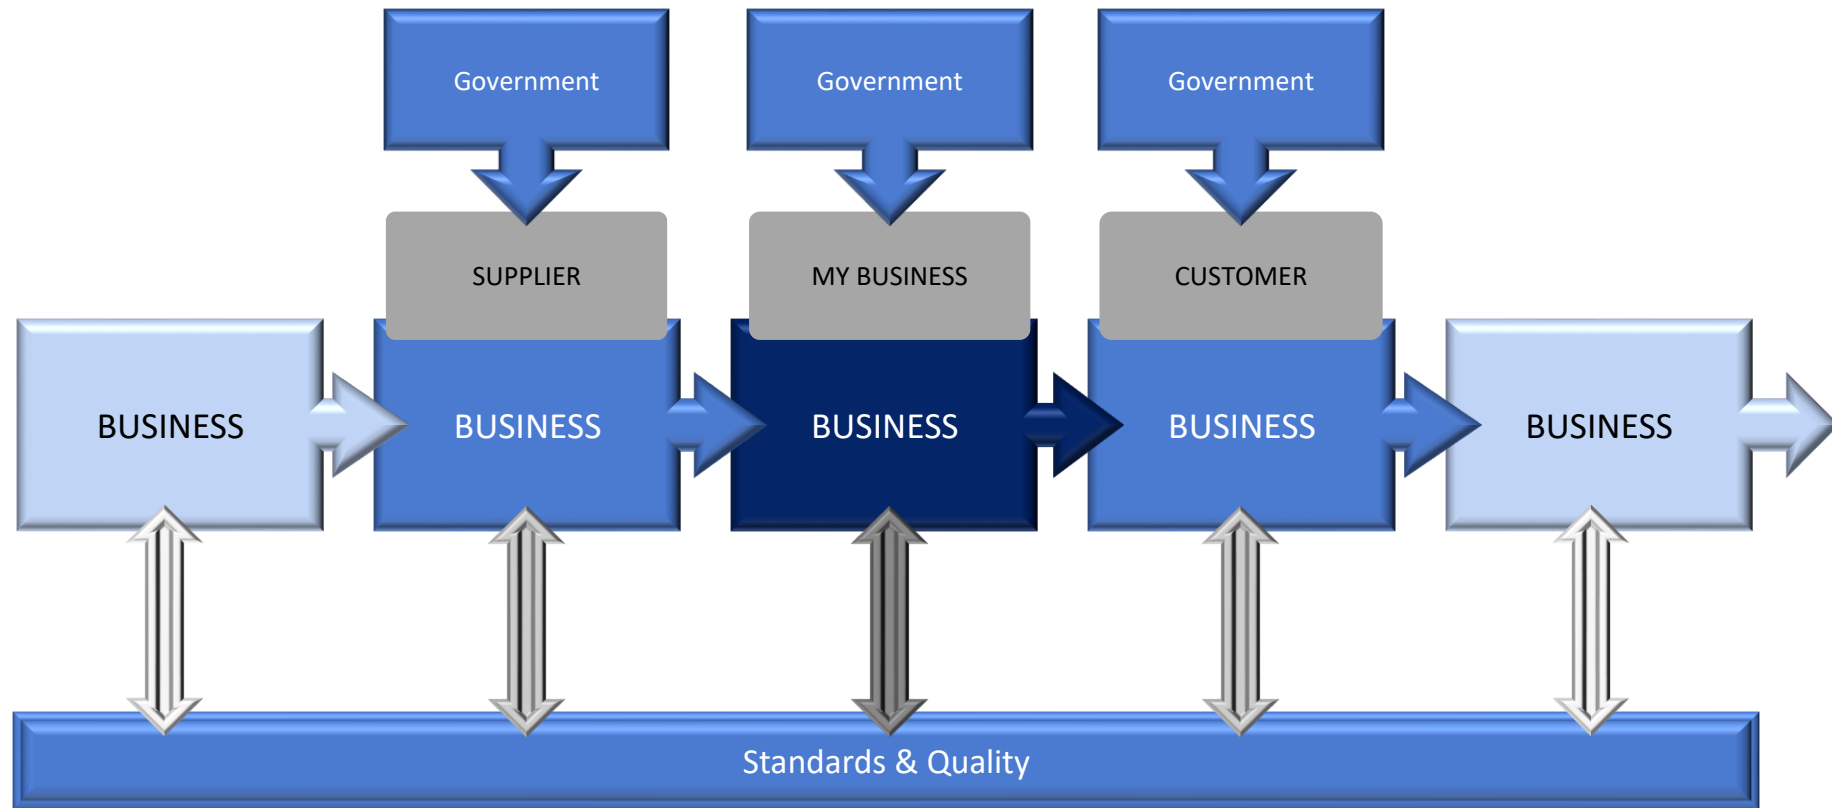 Government
Government
Government
SUPPLIER
MY BUSINESS
CUSTOMER
BUSINESS
BUSINESS
BUSINESS
BUSINESS
BUSINESS
Standards & Quality